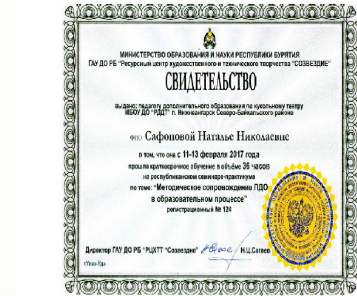 МИНИСТЕРСТВО ОБРАЗОВАНИЯ И НАУКИ РЕСПУБЛИКИ БУРЯТИЯ
ГАУ ДО РБ "Ресурсный центр художественного и технического творчества "СОЗВЕЗДИЕ"
СВИДЕТЕЛЬСТВО
выдано: педагогу дополнительного образования по кукольному театру
МБОУ ДО "РДДТ" п. Нижнеангарск Северо-Байкальского района
Сафоновой Наталье Николаевне
в том, что она с 11-13 февраля 2017 года
прошла краткосрочное обучение в объёме 36 часов
на республиканском семинаре-практикуме
по теме: "Методическое сопровождение ПДО
в образовательном процессе"
регистрационный № 124
Директор ГАУ ДО РБ "РЦХТТ "Созвездие"
г.Улан-Удэ